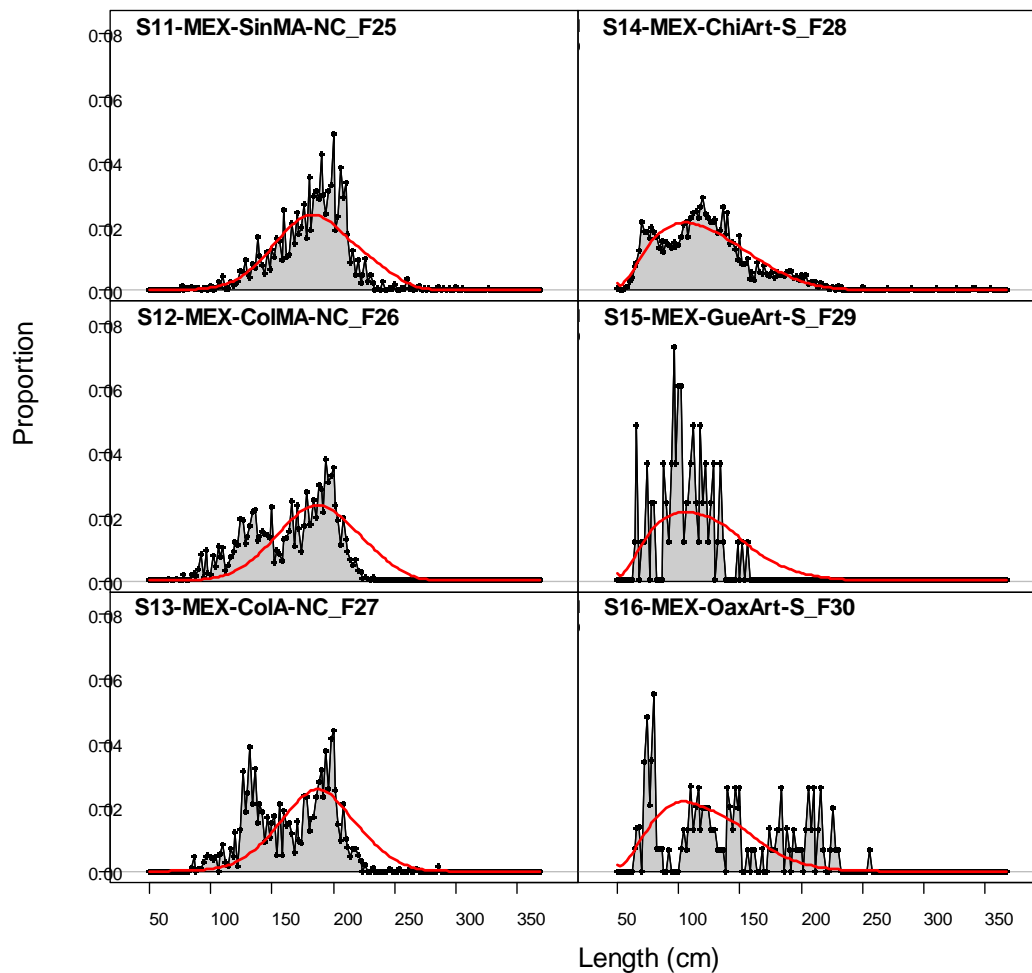 S11-MEX-SinMA-NC_F25
0.08
0.06
0.04
0.02
0.00
S14-MEX-ChiArt-S_F28
S12-MEX-ColMA-NC_F26
0.08
0.06
0.04
0.02
0.00
S15-MEX-GueArt-S_F29
Proportion
S13-MEX-ColA-NC_F27
0.08
0.06
0.04
0.02
0.00
S16-MEX-OaxArt-S_F30
50 100 150 200 250 300 350
50 100 150 200 250 300 350
Length (cm)